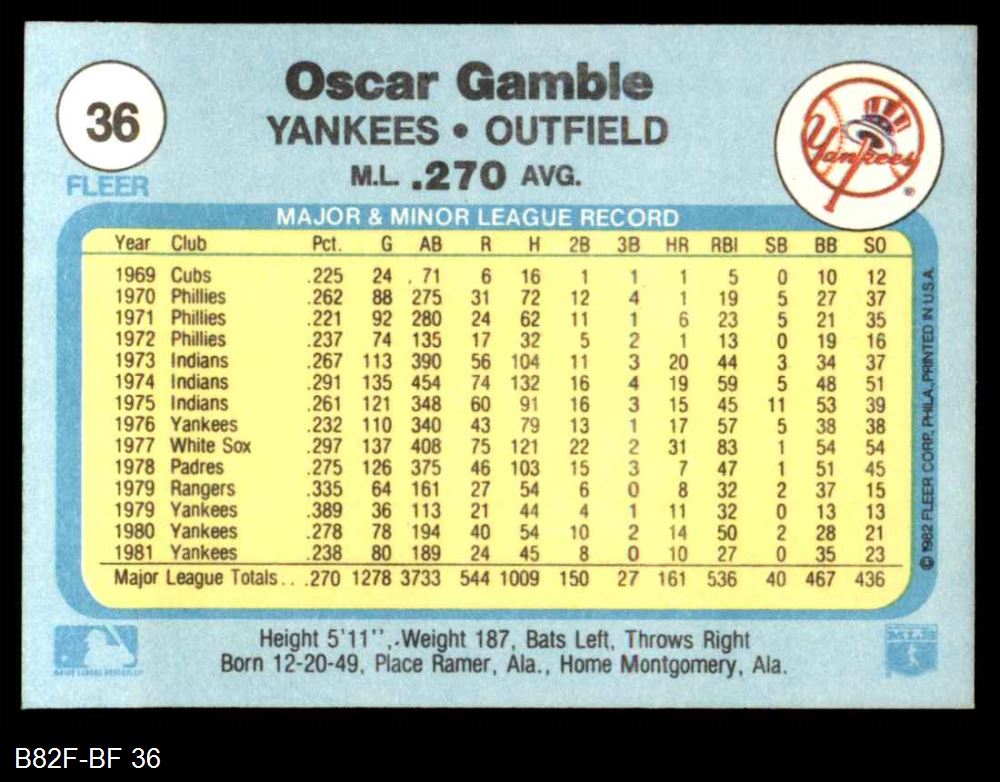 36
FLEER
Oscar Gamble
YANKEES • OUTFIELD
M.L. .270 AVG.
Yankees
®
MAJOR & MINOR LEAGUE RECORD
Year Club Pct. G AB R H 2B 3B HR RBI SB BB SO
1969 Cubs .225 24 71 6 16 1 1 1 5 0 10 12
1970 Phillies .262 88 275 31 72 12 4 1 19 5 27 37
1971 Phillies .221 92 280 24 62 11 1 6 23 5 21 35
1972 Phillies .237 74 135 17 32 5 2 1 13 0 19 16
1973 Indians .267 113 390 56 104 11 3 20 44 3 34 37
1974 Indians .291 135 454 74 132 16 4 19 59 5 48 51
1975 Indians .261 121 348 60 91 16 3 15 45 11 53 39
1976 Yankees .232 110 340 43 79 13 1 17 57 5 38 38
1977 White Sox .297 137 408 75 121 22 2 31 83 1 54 54
1978 Padres .275 126 375 46 103 15 3 7 47 1 51 45
1979 Rangers .335 64 161 27 54 6 0 8 32 2 37 15
1979 Yankees .389 36 113 21 44 4 1 11 32 0 13 13
1980 Yankees .278 78 194 40 54 10 2 14 50 2 28 21
1981 Yankees .238 80 189 24 45 8 0 10 27 0 35 23
Major League Totals . . .270 1278 3733 544 1009 150 27 161 536 40 467 436
© 1982 FLEER CORP., PHILA., PRINTED IN U.S.A.
Height 5'11'', Weight 187, Bats Left, Throws Right
Born 12-20-49, Place Ramer, Ala., Home Montgomery, Ala.
MLB
B82F-BF 36